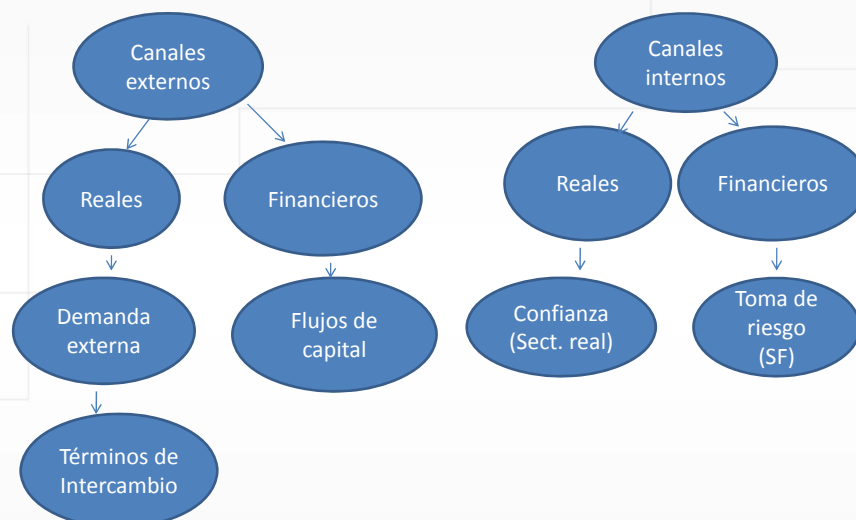 Canales
externos
Canales
internos
Reales
Financieros
Reales
Financieros
Demanda
externa
Flujos de
capital
Confianza
(Sect. real)
Toma de
riesgo
(SF)
Términos de
Intercambio